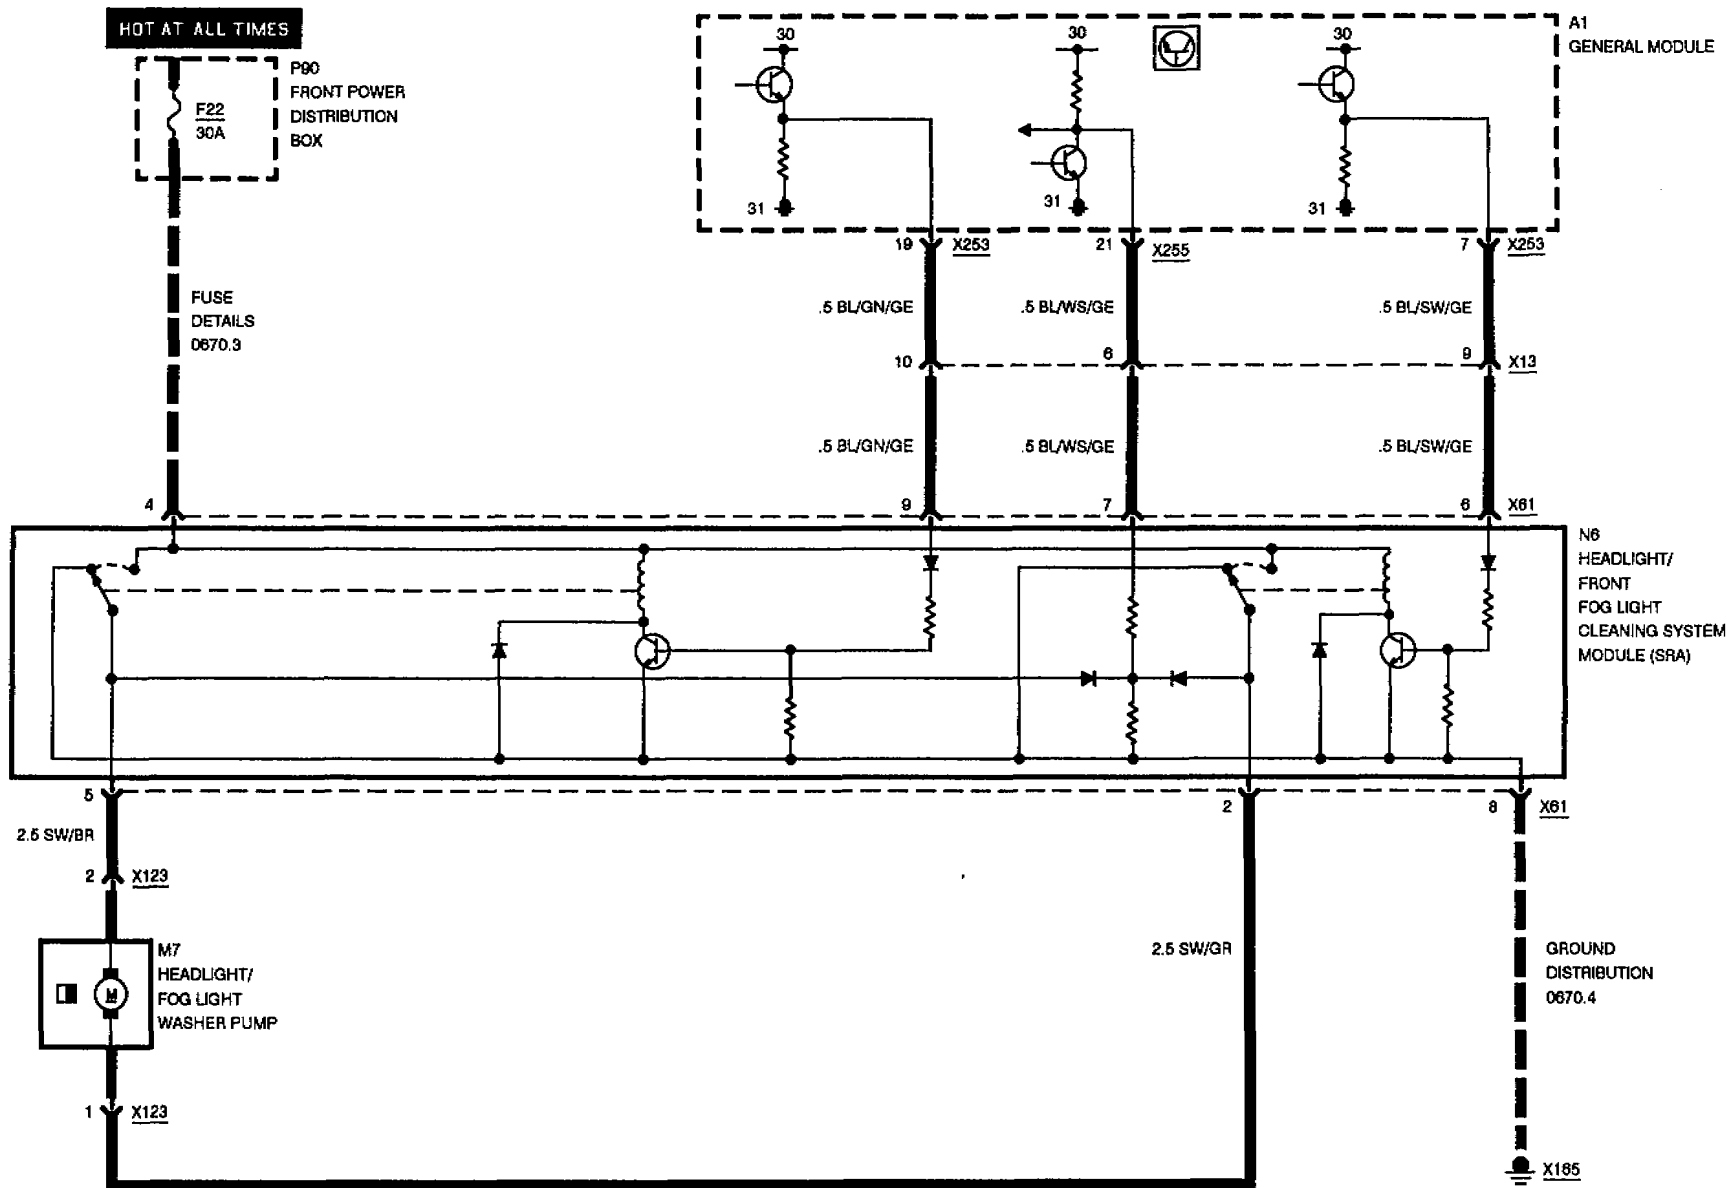 HOT AT ALL TIMES
P90
FRONT POWER
DISTRIBUTION
BOX
F22
30A
FUSE
DETAILS
0670.3
A1
GENERAL MODULE
30
30
30
31
31
31
19
X253
21
X255
7
X253
.5 BL/GN/GE
.5 BL/WS/GE
.5 BL/SW/GE
10
6
9
X13
.5 BL/GN/GE
.5 BL/WS/GE
.5 BL/SW/GE
4
9
7
6
X61
N6
HEADLIGHT/
FRONT
FOG LIGHT
CLEANING SYSTEM
MODULE (SRA)
5
2
8
X61
2.5 SW/BR
2
X123
M7
HEADLIGHT/
FOG LIGHT
WASHER PUMP
M
2.5 SW/GR
GROUND
DISTRIBUTION
0670.4
1
X123
X165